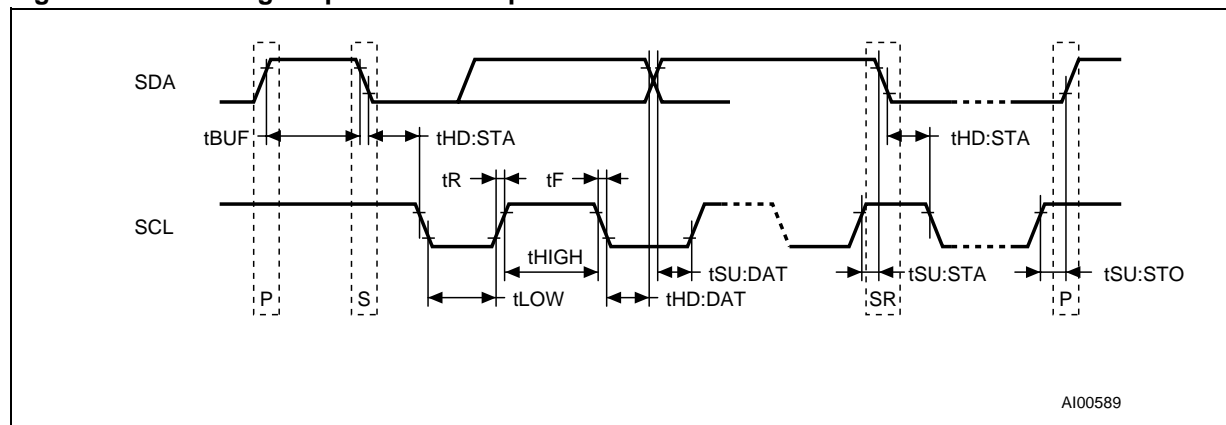 SDA
tBUF
tHD:STA
tHD:STA
tR
tF
SCL
tHIGH
tSU:DAT
tSU:STA
tSU:STO
P
S
tLOW
tHD:DAT
SR
P
AI00589